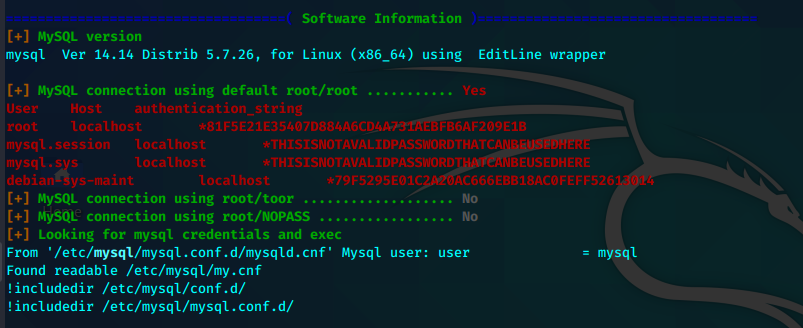 ===================================( Software Information )===================================
[+] MySQL version
mysql  Ver 14.14 Distrib 5.7.26, for Linux (x86_64) using  EditLine wrapper
[+] MySQL connection using default root/root ........... Yes
User    Host    authentication_string
root    localhost       *81F5E21E35407D884A6CD4A731AEBFB6AF209E1B
mysql.session   localhost       *THISISNOTAVALIDPASSWORDTHATCANBEUSEDHERE
mysql.sys       localhost       *THISISNOTAVALIDPASSWORDTHATCANBEUSEDHERE
debian-sys-maint        localhost       *79F5295E01C2A20AC666EBB18AC0FEFF52613014
[+] MySQL connection using root/toor ................... No
[+] MySQL connection using root/NOPASS ................. No
Home
[+] Looking for mysql credentials and exec
From '/etc/mysql/mysql.conf.d/mysqld.cnf' Mysql user: user              = mysql
Found readable /etc/mysql/my.cnf
!includedir /etc/mysql/conf.d/
!includedir /etc/mysql/mysql.conf.d/